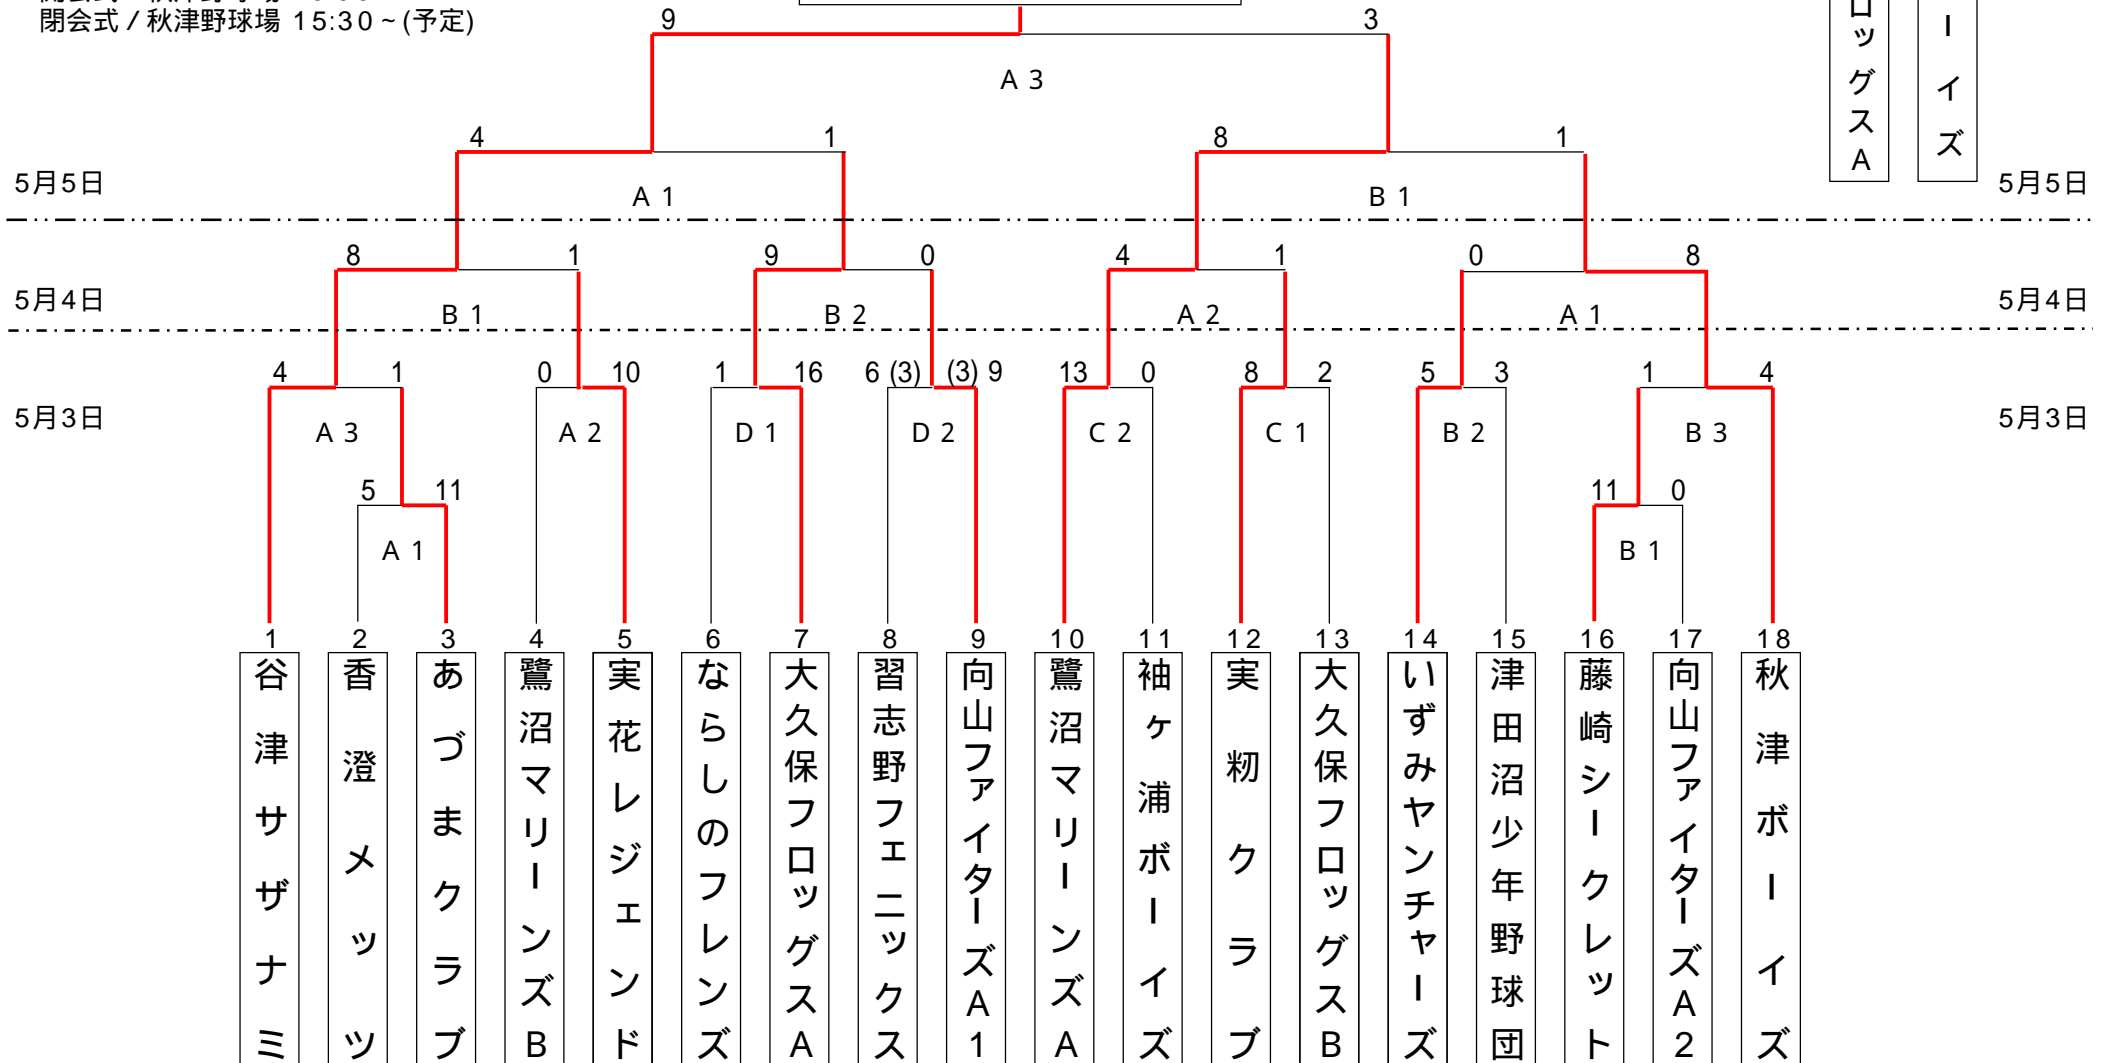 閉会式 / 秋津野球場 15:30 ~ (予定)
ロッグスA
ーイズ
9 3
A 3
4 1 8 1
5月5日 A 1 B 1 5月5日
8 1 9 0 4 1 0 8
5月4日 B 1 B 2 A 2 A 1 5月4日
4 1 0 10 1 16 6 (3) (3) 9 13 0 8 2 5 3 1 4
5月3日 A 3 A 2 D 1 D 2 C 2 C 1 B 2 B 3 5月3日
5 11 11 0
A 1 B 1
1 2 3 4 5 6 7 8 9 10 11 12 13 14 15 16 17 18
谷津サザナミ
香澄メッツ
あづまクラブ
鷺沼マリーンズB
実花レジェンド
ならしのフレンズ
大久保フロッグスA
習志野フェニックス
向山ファイターズA1
鷺沼マリーンズA
袖ヶ浦ボーイズ
実籾クラブ
大久保フロッグスB
いずみヤンチャーズ
津田沼少年野球団
藤崎シークレット
向山ファイターズA2
秋津ボーイズ